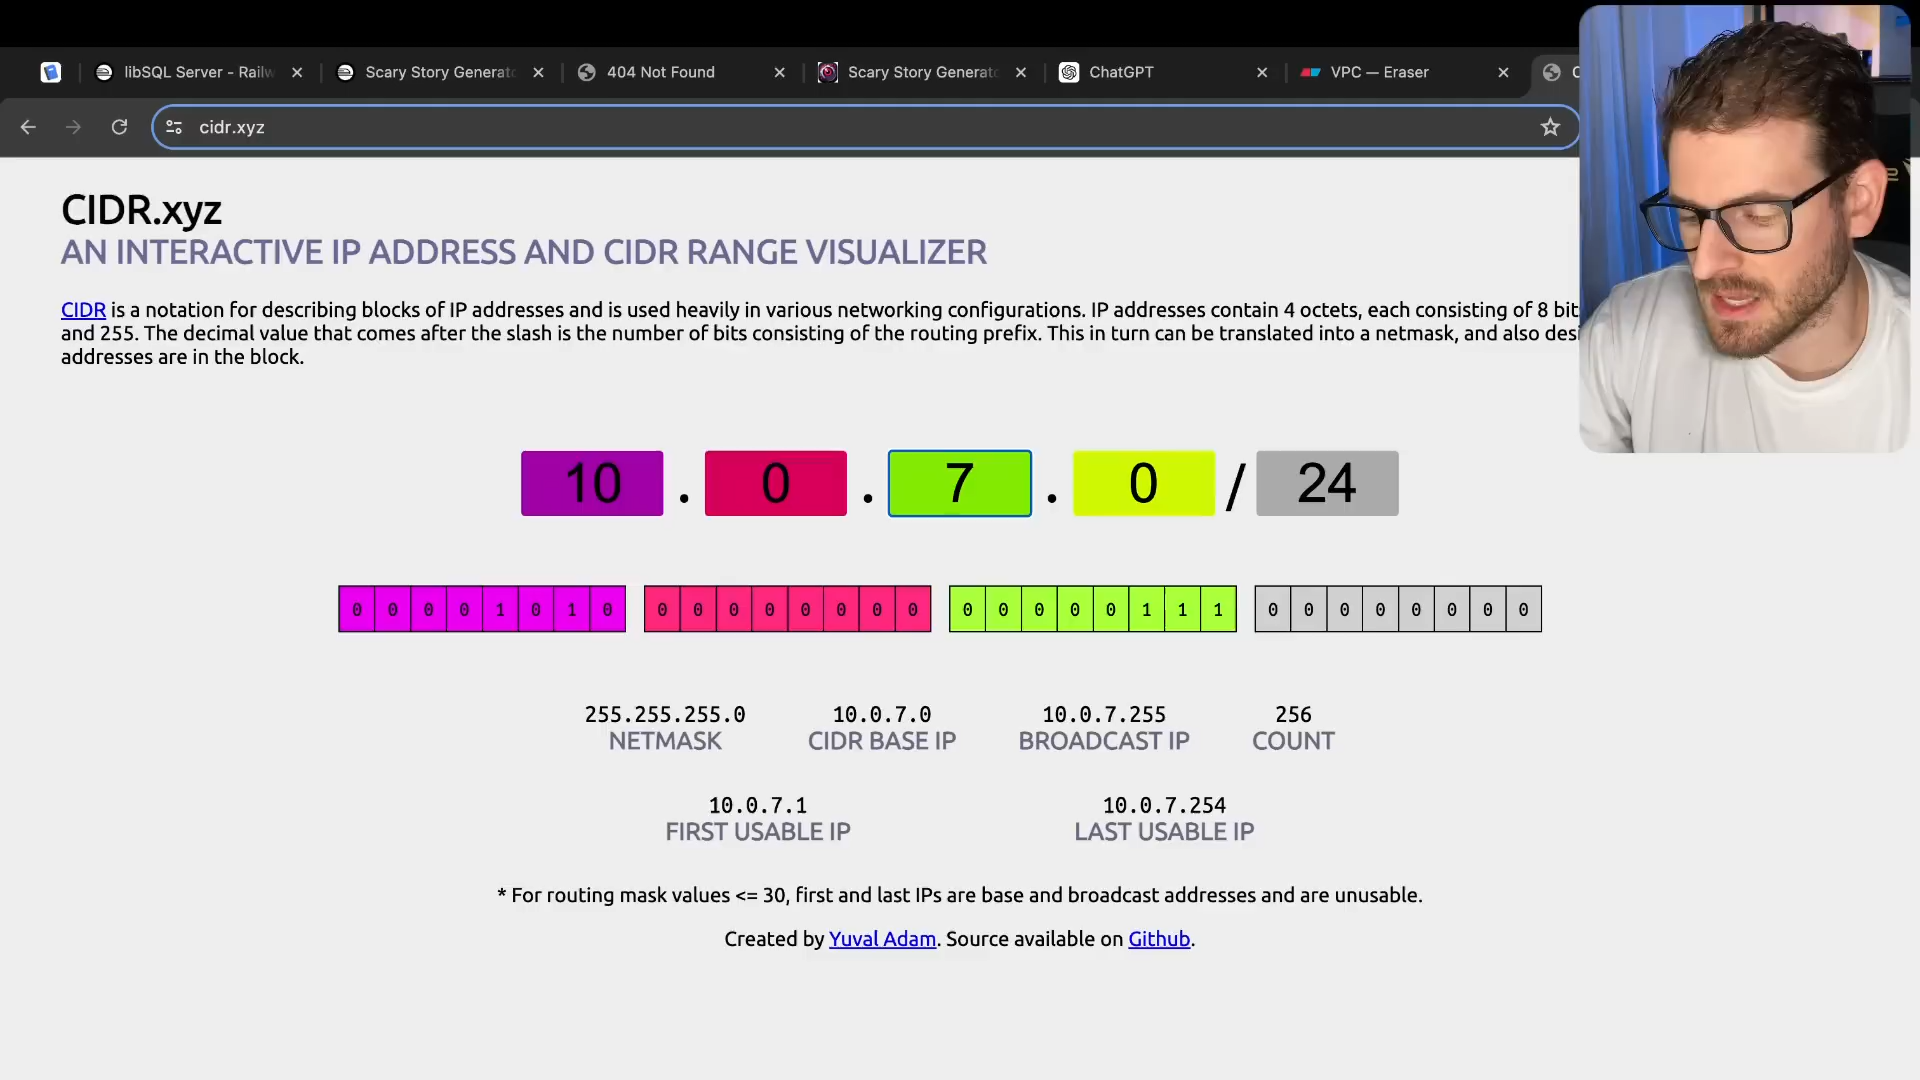 libSQL Server - Railw
Scary Story Generato
404 Not Found
Scary Story Generato
ChatGPT
VPC — Eraser
cidr.xyz
CIDR.xyz
AN INTERACTIVE IP ADDRESS AND CIDR RANGE VISUALIZER
CIDR is a notation for describing blocks of IP addresses and is used heavily in various networking configurations. IP addresses contain 4 octets, each consisting of 8 bit
and 255. The decimal value that comes after the slash is the number of bits consisting of the routing prefix. This in turn can be translated into a netmask, and also desi
addresses are in the block.
10 . 0 . 7 . 0 / 24
0 0 0 0 1 0 1 0 0 0 0 0 0 0 0 0 0 0 0 0 0 1 1 1 0 0 0 0 0 0 0 0
255.255.255.0 10.0.7.0 10.0.7.255 256
NETMASK CIDR BASE IP BROADCAST IP COUNT
10.0.7.1 10.0.7.254
FIRST USABLE IP LAST USABLE IP
* For routing mask values <= 30, first and last IPs are base and broadcast addresses and are unusable.
Created by Yuval Adam. Source available on Github.